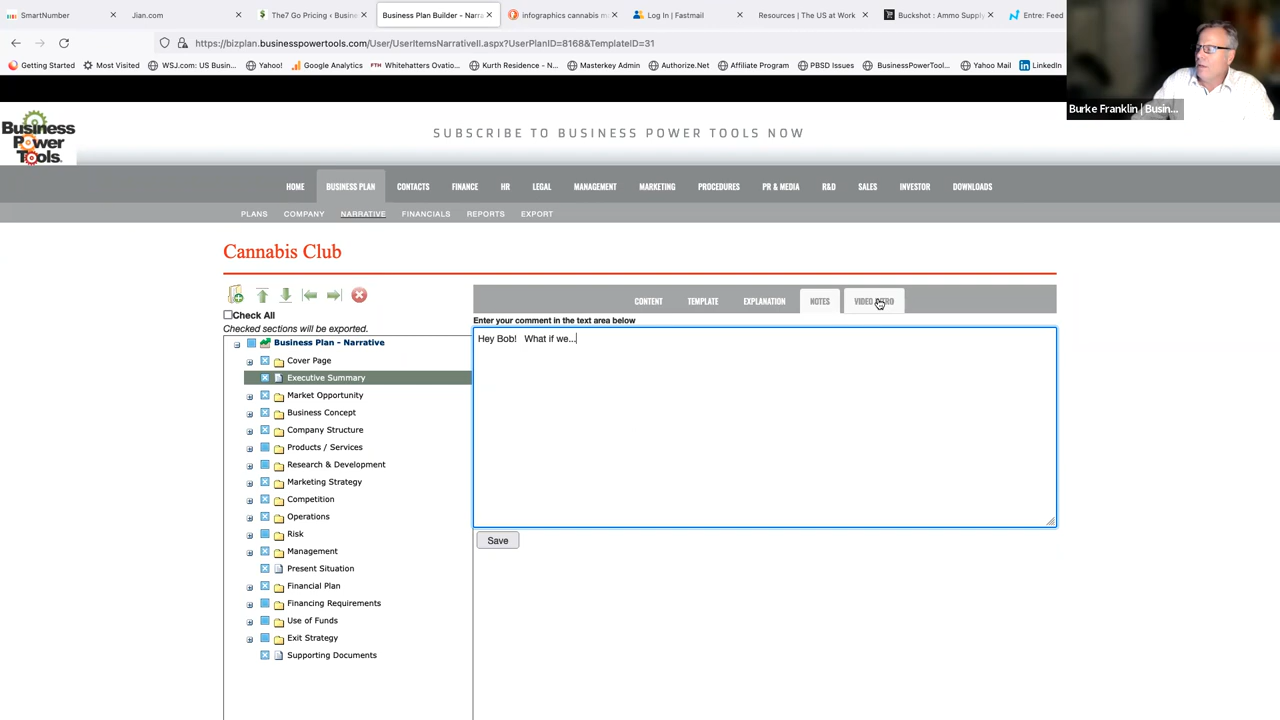 SmartNumber
Jian.com
The7 Go Pricing ‹ Busine
Business Plan Builder - Narra
infographics cannabis ma
Log In | Fastmail
Resources | The US at Work
Buckshot : Ammo Supply
Entre: Feed
https://bizplan.businesspowertools.com/User/UserItemsNarrativeII.aspx?UserPlanID=8168&TemplateID=31
Getting Started
Most Visited
WSJ.com: US Busin...
Yahoo!
Google Analytics
FTH Whitehatters Ovatio...
Kurth Residence - N...
Masterkey Admin
Authorize.Net
Affiliate Program
PBSD Issues
BusinessPowerTool...
Yahoo Mail
LinkedIn
Burke Franklin | Busin...
Business
Power
Tools
SUBSCRIBE TO BUSINESS POWER TOOLS NOW
HOME BUSINESS PLAN CONTACTS FINANCE HR LEGAL MANAGEMENT MARKETING PROCEDURES PR & MEDIA R&D SALES INVESTOR DOWNLOADS
PLANS COMPANY NARRATIVE FINANCIALS REPORTS EXPORT
Cannabis Club
CONTENT TEMPLATE EXPLANATION NOTES VIDEO INTRO
Check All
Checked sections will be exported.
Business Plan - Narrative
Cover Page
Executive Summary
Market Opportunity
Business Concept
Company Structure
Products / Services
Research & Development
Marketing Strategy
Competition
Operations
Risk
Management
Present Situation
Financial Plan
Financing Requirements
Use of Funds
Exit Strategy
Supporting Documents
Enter your comment in the text area below
Hey Bob! What if we...
Save